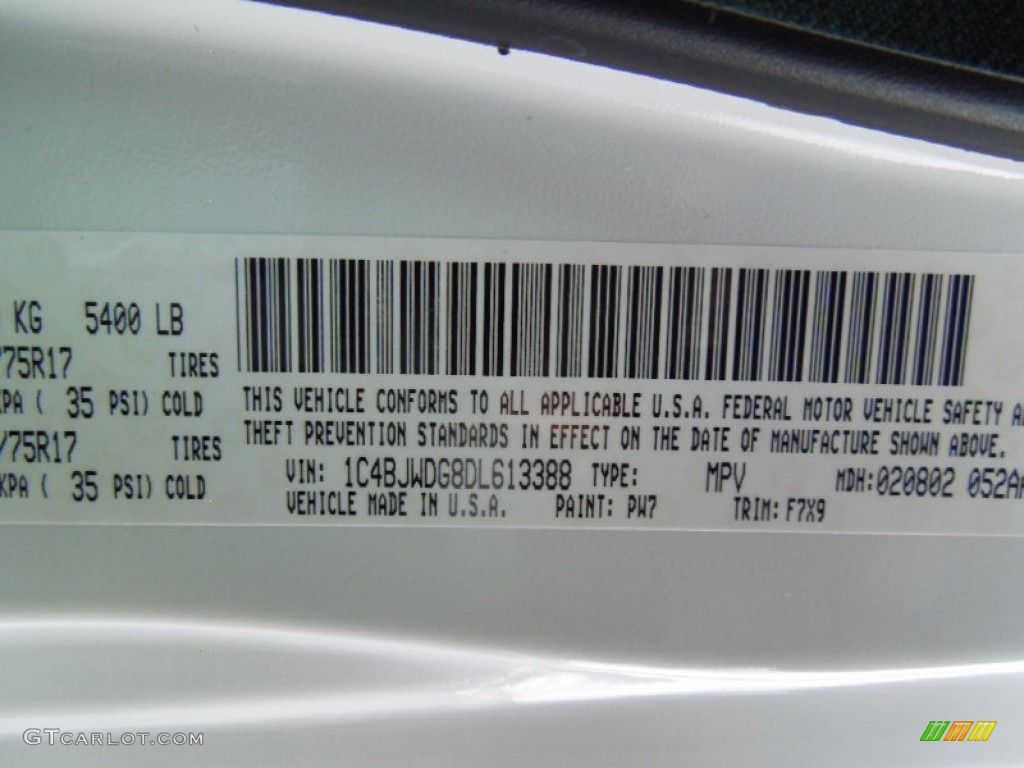 KG 5400 LB
/75R17 TIRES
KPA ( 35 PSI) COLD
/75R17 TIRES
KPA ( 35 PSI) COLD
THIS VEHICLE CONFORMS TO ALL APPLICABLE U.S.A. FEDERAL MOTOR VEHICLE SAFETY
THEFT PREVENTION STANDARDS IN EFFECT ON THE DATE OF MANUFACTURE SHOWN ABOVE.
VIN: 1C4BJWDG8DL613388 TYPE: MPV MDH:020802 052A
VEHICLE MADE IN U.S.A. PAINT: PW7 TRIM: F7X9
© GTCARLOT.COM